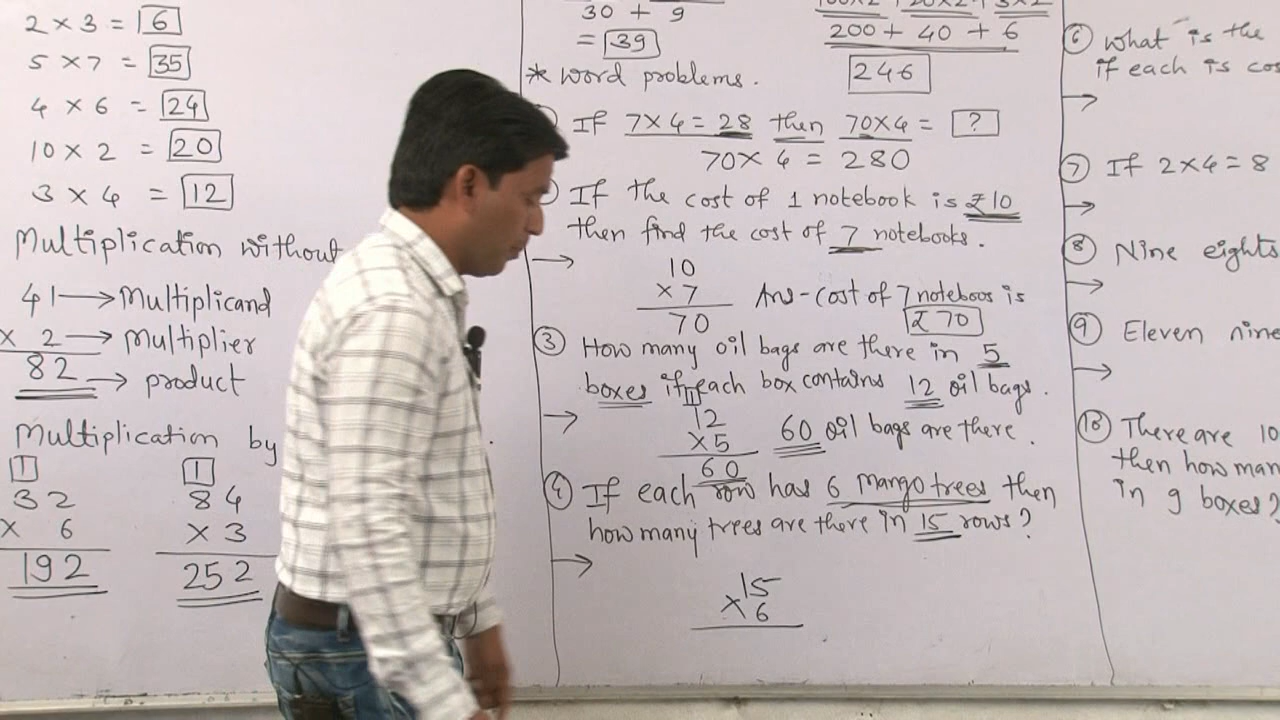 2 × 3 = 6
5 × 7 = 35
4 × 6 = 24
10 × 2 = 20
3 × 4 = 12
Multiplication without
41 → Multiplicand
× 2 → Multiplier
82 → product
Multiplication by
1
32
× 6
192
1
84
× 3
252
30 + 9
= 39
100×2 + 20×2 + 3×2
200 + 40 + 6
246
* Word problems.
If 7×4 = 28 then 70×4 = ?
70× 4 = 280
If the cost of 1 notebook is ₹10
then find the cost of 7 notebooks.
→
10
× 7
70
Ans-Cost of 7 noteboos is
₹ 70
③ How many oil bags are there in 5
boxes if each box contains 12 oil bags.
→
1
12
×5
60
60 oil bags are there.
④ If each row has 6 mango trees then
how many trees are there in 15 rows?
→
15
× 6
⑥ What is the
if each is cos
→
⑦ If 2×4 = 8
→
⑧ Nine eights
→
⑨ Eleven nine
→
There are 10
then how man
in 9 boxes?